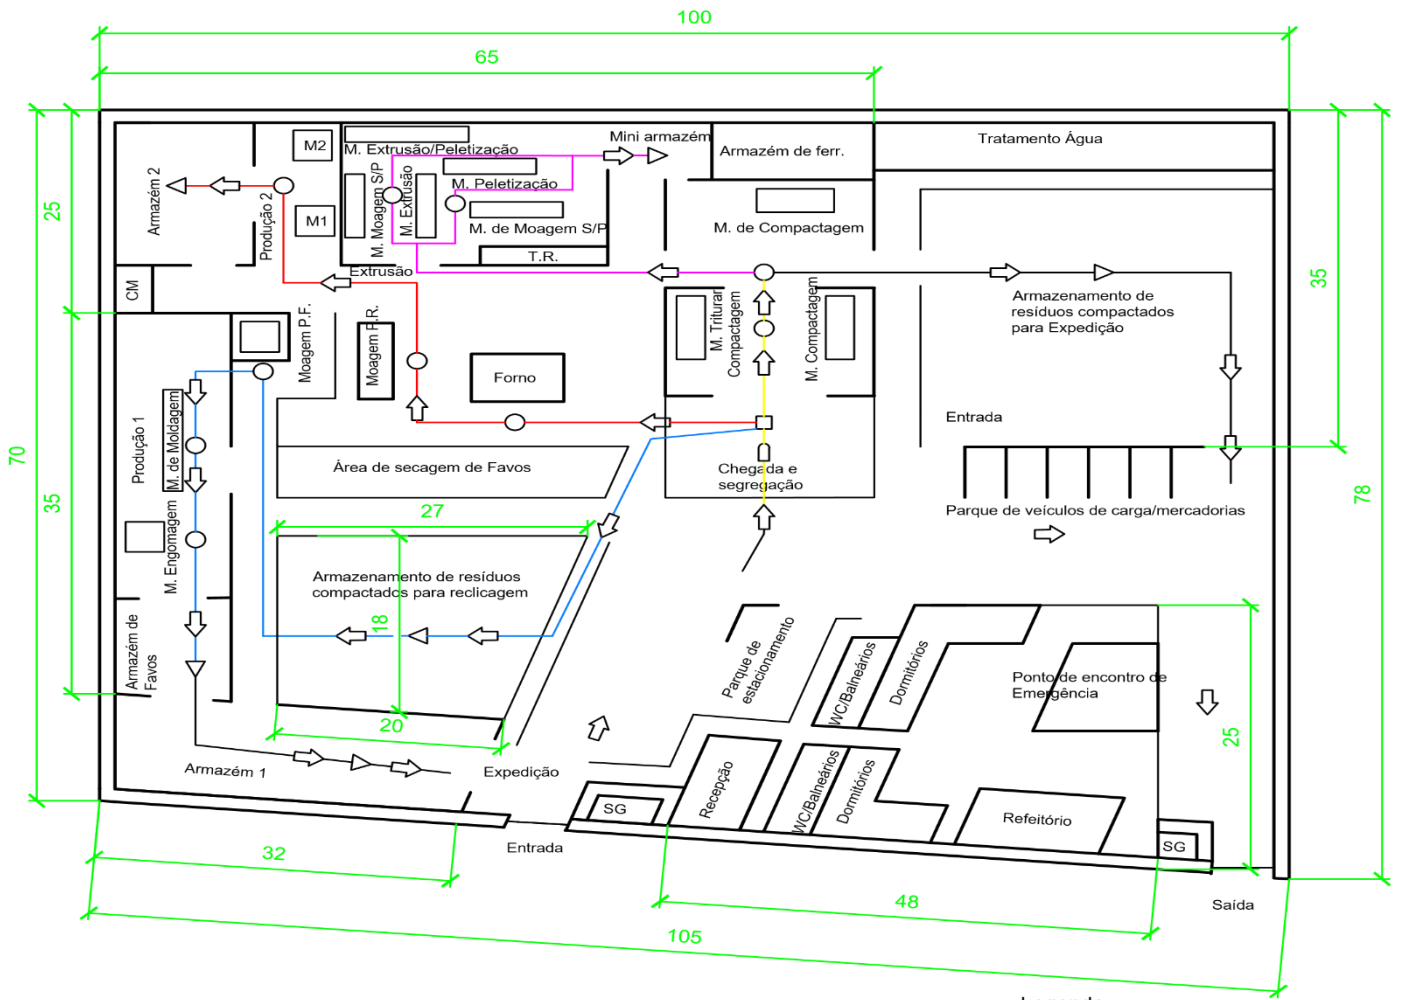 100
65
M2
M. Extrusão/Peletização
Mini armazém
Armazém de ferr.
Tratamento Água
Armazém 2
Produção 2
M1
M. Moagem S/P
M. Extrusão
M. Peletização
M. de Moagem S/P
T.R.
M. de Compactagem
25
35
CM
Extrusão
Armazenamento de
resíduos compactados
para Expedição
Moagem P.F.
Moagem P.R.
M. Triturar
Compactagem
M. Compactagem
Forno
Entrada
70
35
78
Produção 1
M. de Moldagem
Área de secagem de Favos
Chegada e
segregação
Parque de veículos de carga/mercadorias
27
M. Engomagem
Armazenamento de resíduos
compactados para reclicagem
18
Armazém de
Favos
Parque de
estacionamento
WC/Balneários
Dormitórios
Ponto de encontro de
Emergência
25
20
Armazém 1
Expedição
SG
Recepção
WC/Balneários
Dormitórios
Refeitório
SG
Entrada
32
48
Saída
105